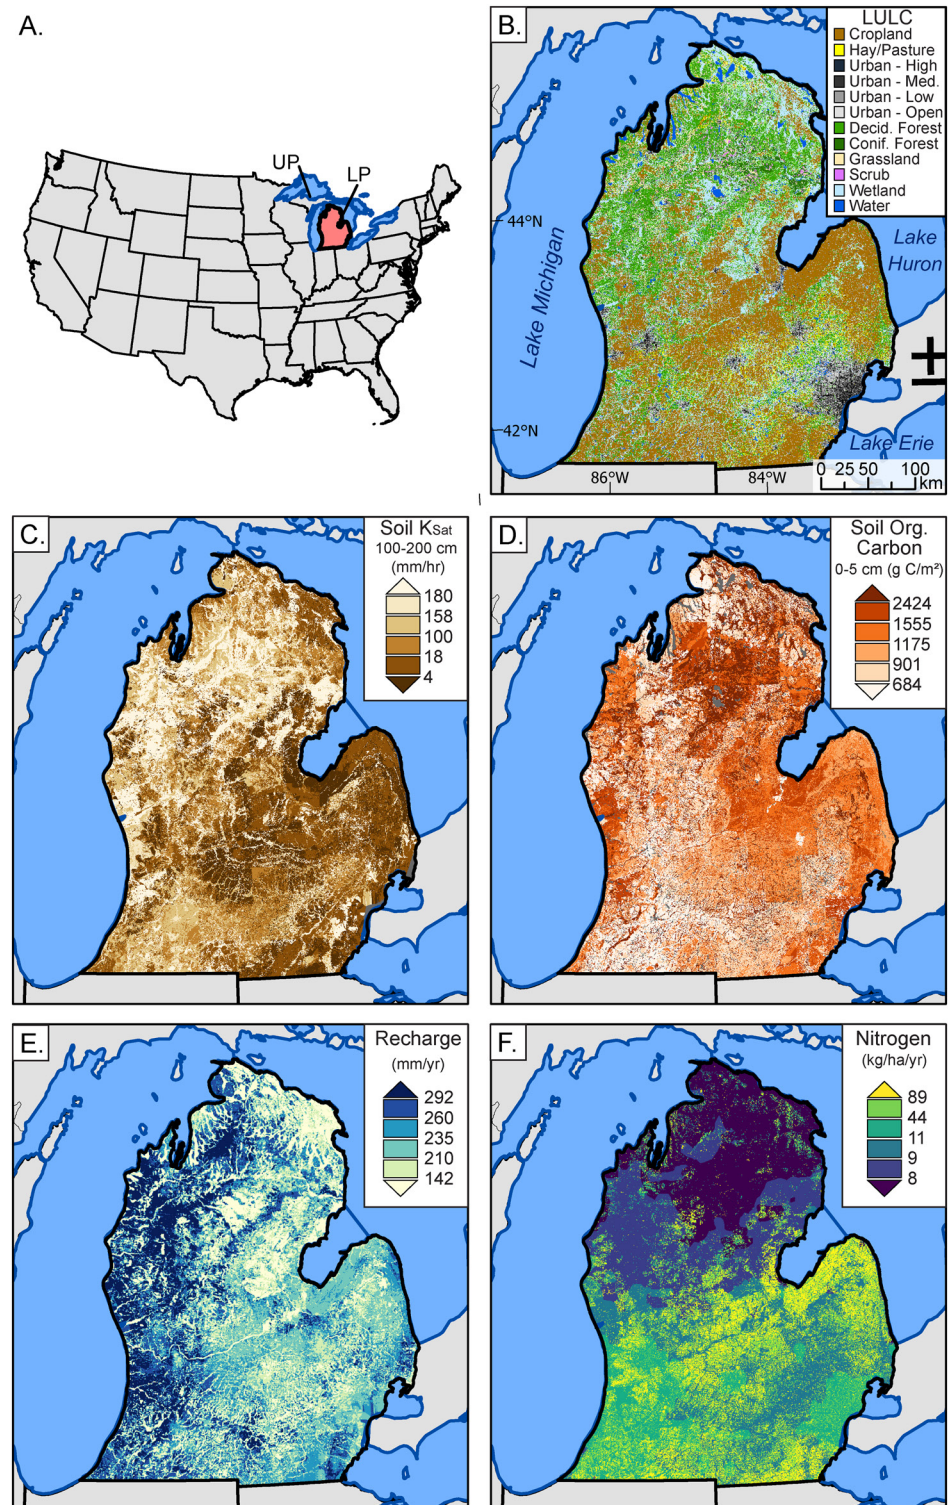 A.
UP
LP
B.
LULC
Cropland
Hay/Pasture
Urban - High
Urban - Med.
Urban - Low
Urban - Open
Decid. Forest
Conif. Forest
Grassland
Scrub
Wetland
Water
44°N
Lake Michigan
Lake
Huron
42°N
Lake Erie
86°W
84°W
0 25 50 100
km
C.
Soil KSat
100-200 cm
(mm/hr)
180
158
100
18
4
D.
Soil Org.
Carbon
0-5 cm (g C/m²)
2424
1555
1175
901
684
E.
Recharge
(mm/yr)
292
260
235
210
142
F.
Nitrogen
(kg/ha/yr)
89
44
11
9
8